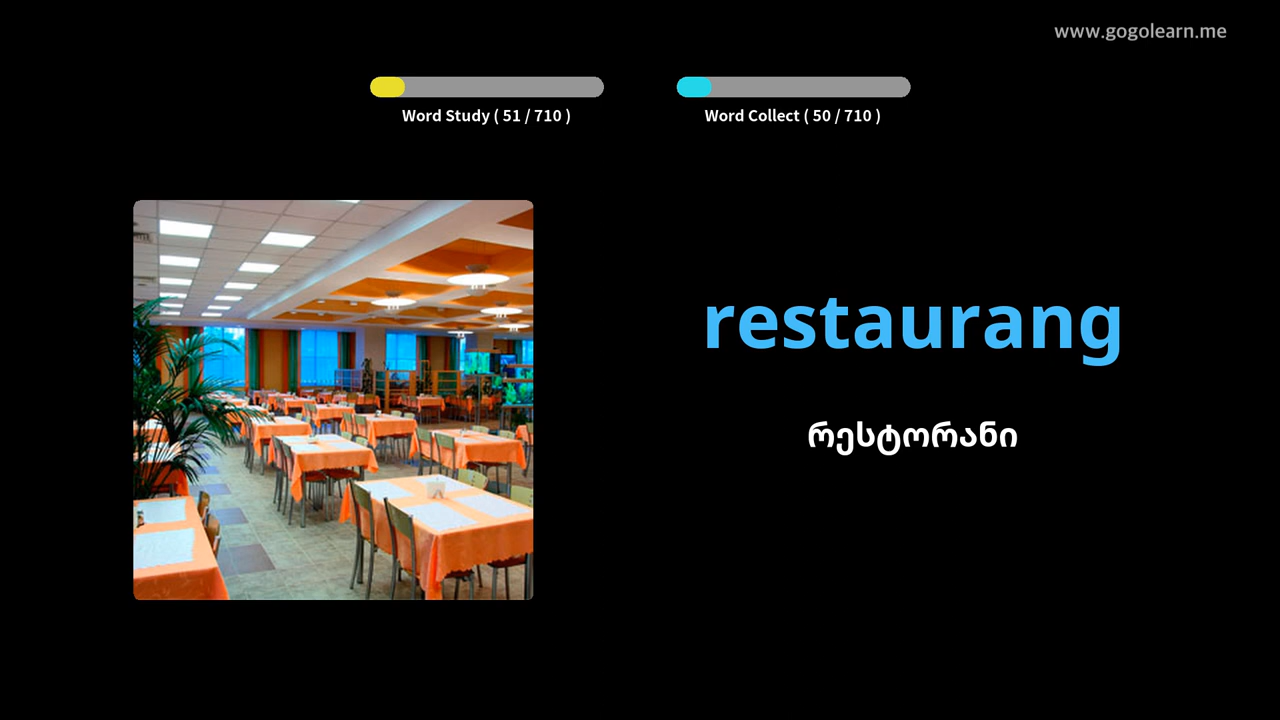 www.gogolearn.me
Word Study ( 51 / 710 )
Word Collect ( 50 / 710 )
restaurang
რესტორანი